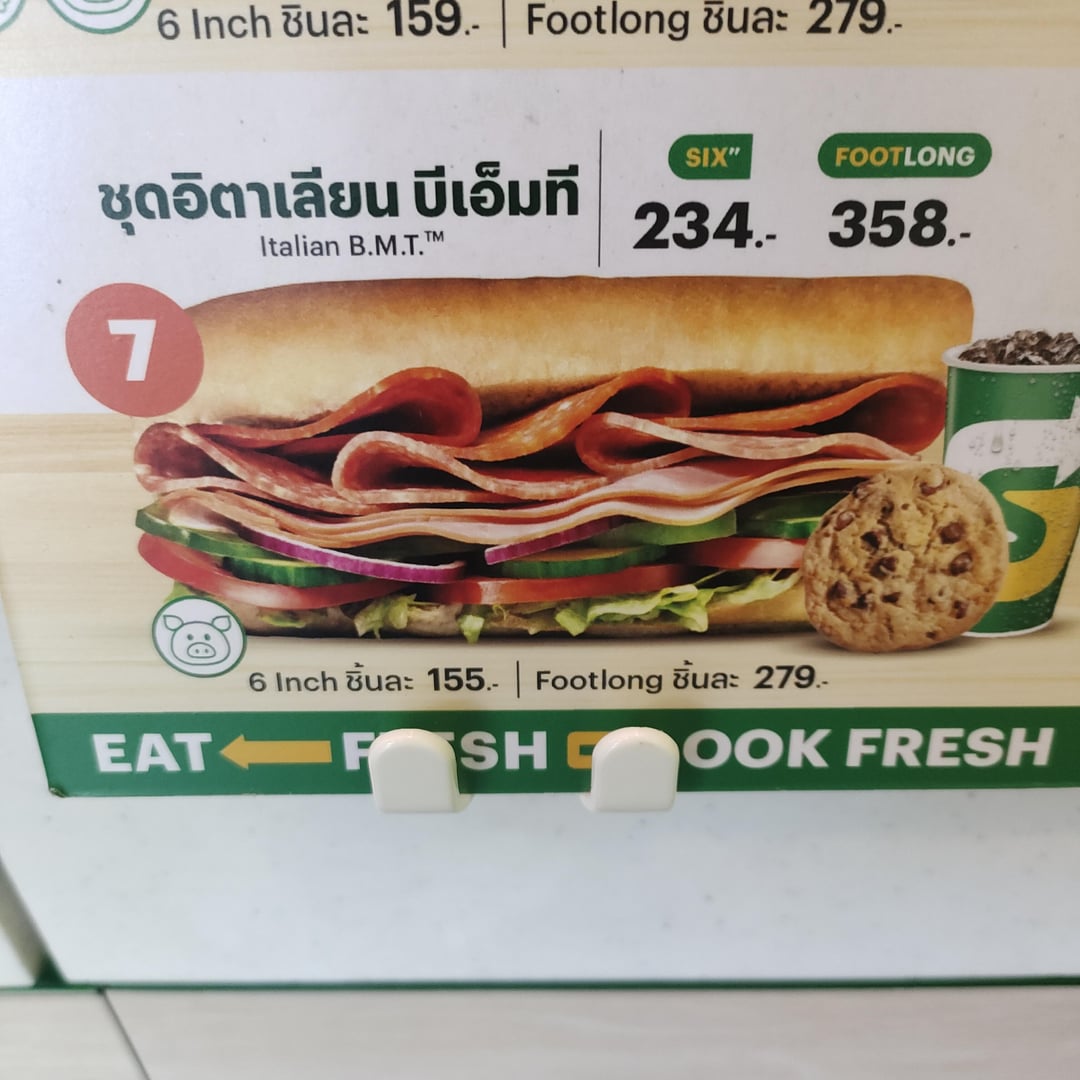 6 Inch ชิ้นละ 159.- | Footlong ชิ้นละ 279.-
ชุดอิตาเลียน บีเอ็มที
Italian B.M.T.™
SIX” FOOTLONG
234.- 358.-
7
6 Inch ชิ้นละ 155.- | Footlong ชิ้นละ 279.-
EAT FRESH OOK FRESH